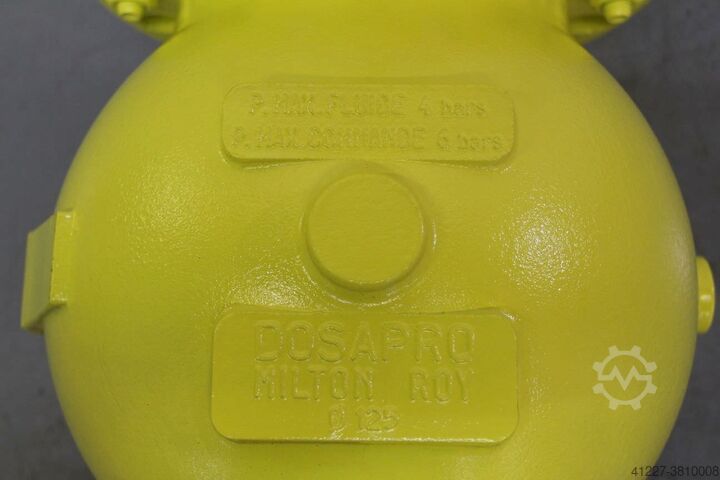 P. MAX. FLUIDE 4 bars
P. MAX. COMMANDE 6 bars
DOSAPRO
MILTON ROY
Ø 125
41227-3810008